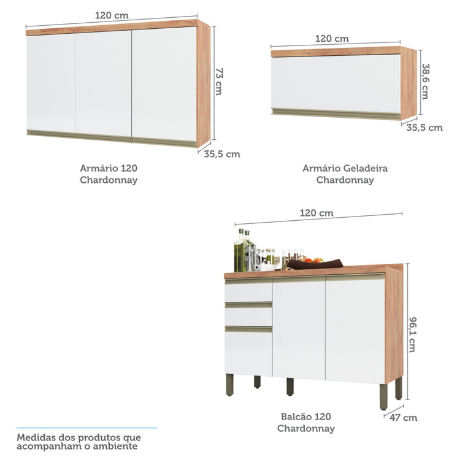 120 cm
73 cm
35,5 cm
Armário 120
Chardonnay
120 cm
38,6 cm
35,5 cm
Armário Geladeira
Chardonnay
120 cm
96,1 cm
47 cm
Balcão 120
Chardonnay
Medidas dos produtos que
acompanham o ambiente